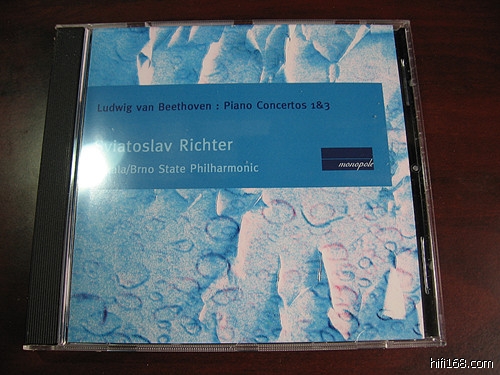 Ludwig van Beethoven : Piano Concertos 1&3
viatoslav Richter
/Brno State Philharmonic
monopole
hifi168.com